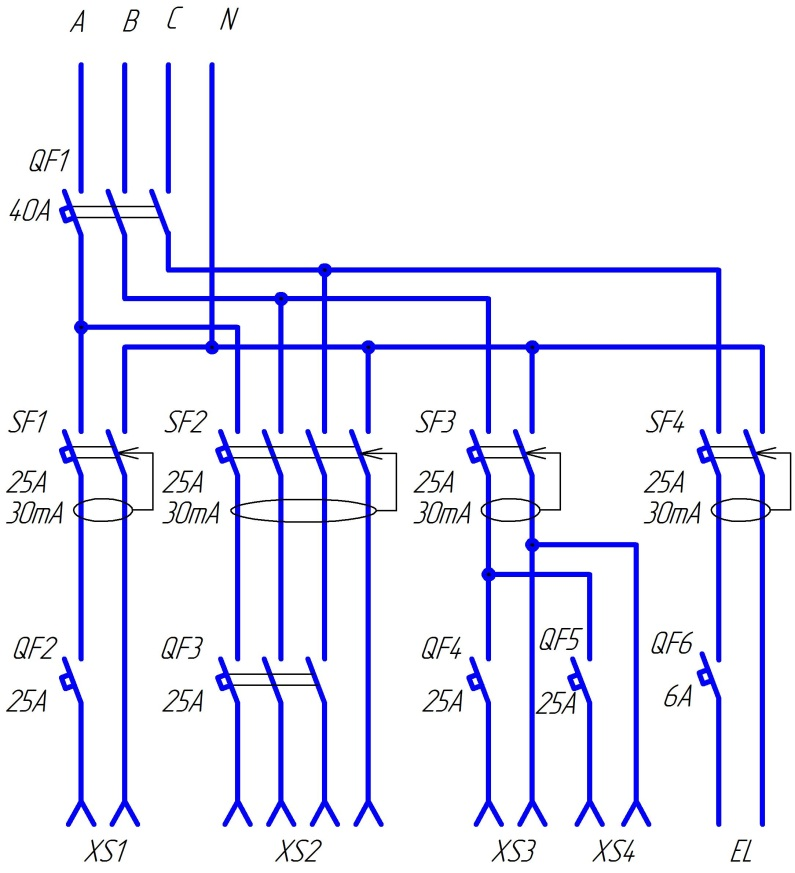 A B C N
QF1
40A
SF1 SF2 SF3 SF4
25A 25A 25A 25A
30mA 30mA 30mA 30mA
QF2 QF3 QF4 QF5 QF6
25A 25A 25A 25A 6A
XS1 XS2 XS3 XS4 EL